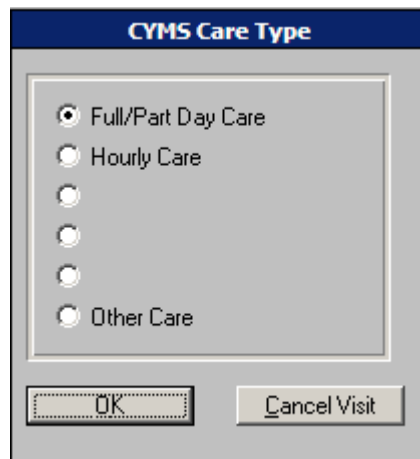 CYMS Care Type
Full/Part Day Care
Hourly Care
Other Care
OK
Cancel Visit